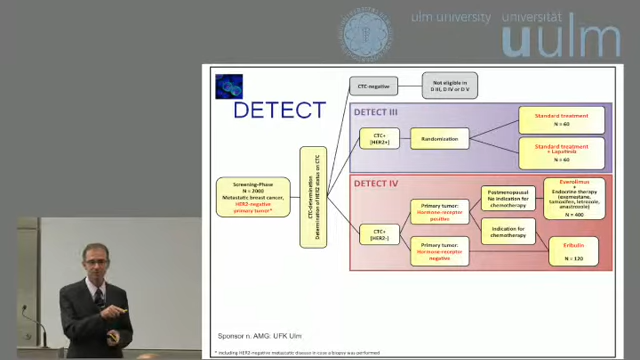 ulm university universität
uulm
DETECT
CTC-negative
Not eligible in
D III, D IV or D V
DETECT III
CTC+
[HER2+]
Randomization
Standard treatment
N = 60
Standard treatment
+ Lapatinib
N = 60
Screening-Phase
N = 2000
Metastatic breast cancer,
HER2-negative
primary tumor*
CTC-determination
Determination of HER2 status on CTC
DETECT IV
CTC+
[HER2-]
Primary tumor:
Hormone-receptor
positive
Primary tumor:
Hormone-receptor
negative
Postmenopausal
No indication for
chemotherapy
Indication for
chemotherapy
Everolimus
+
Endocrine therapy
(exemestane,
tamoxifen, letrozole,
anastrozole)
N = 400
Eribulin
N = 120
Sponsor n. AMG: UFK Ulm
* including HER2-negative metastatic disease in case a biopsy was performed